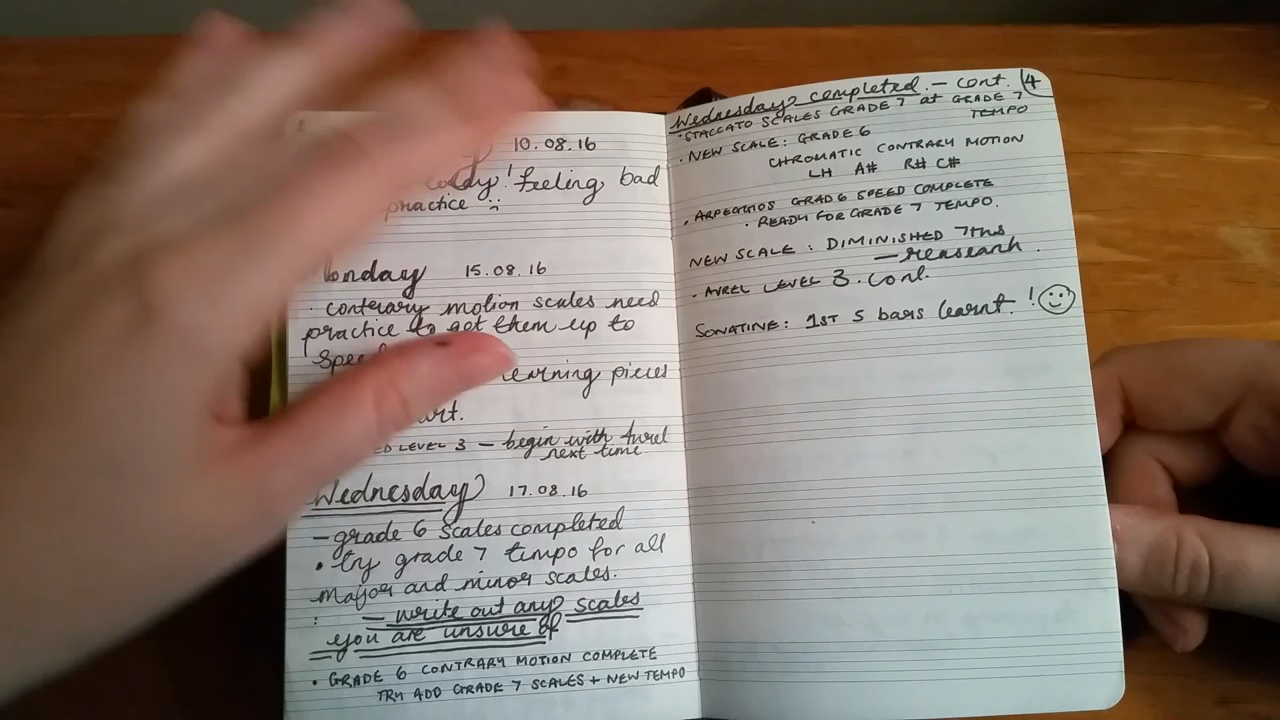 10.08.16
today! feeling bad
practice
Monday 15.08.16
· contrary motion scales need
practice to get them up to
learning pieces
LEVEL 3 — begin with Aurel
next time.
Wednesday 17.08.16
– grade 6 scales completed
• try grade 7 tempo for all
major and minor scales.
: — write out any scales
you are unsure of
· GRADE 6 CONTRARY MOTION COMPLETE
TRY ADD GRADE 7 SCALES + NEW TEMPO
Wednesday completed. – cont. 4
· STACCATO SCALES GRADE 7 at GRADE 7
TEMPO
· NEW SCALE: GRADE 6
CHROMATIC CONTRARY MOTION
LH A# R# C#
· ARPEGGIOS GRAD 6 SPEED COMPLETE
· READY FOR GRADE 7 TEMPO.
NEW SCALE : DIMINISHED 7ths
— research .
· AUREL LEVEL 3. cont.
SONATINE: 1ST 5 bars learnt. !